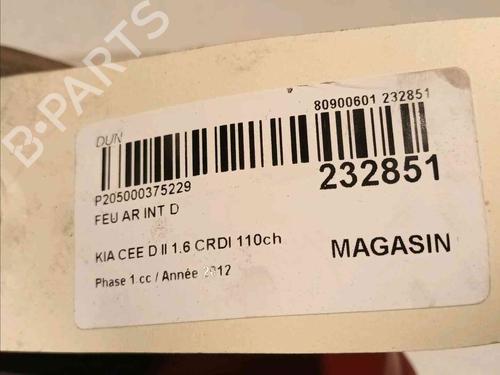 80900601 232851
DUN
P205000375229
232851
FEU AR INT D
KIA CEE D II 1.6 CRDI 110ch
MAGASIN
Phase 1 cc / Année 2012
B-PARTS